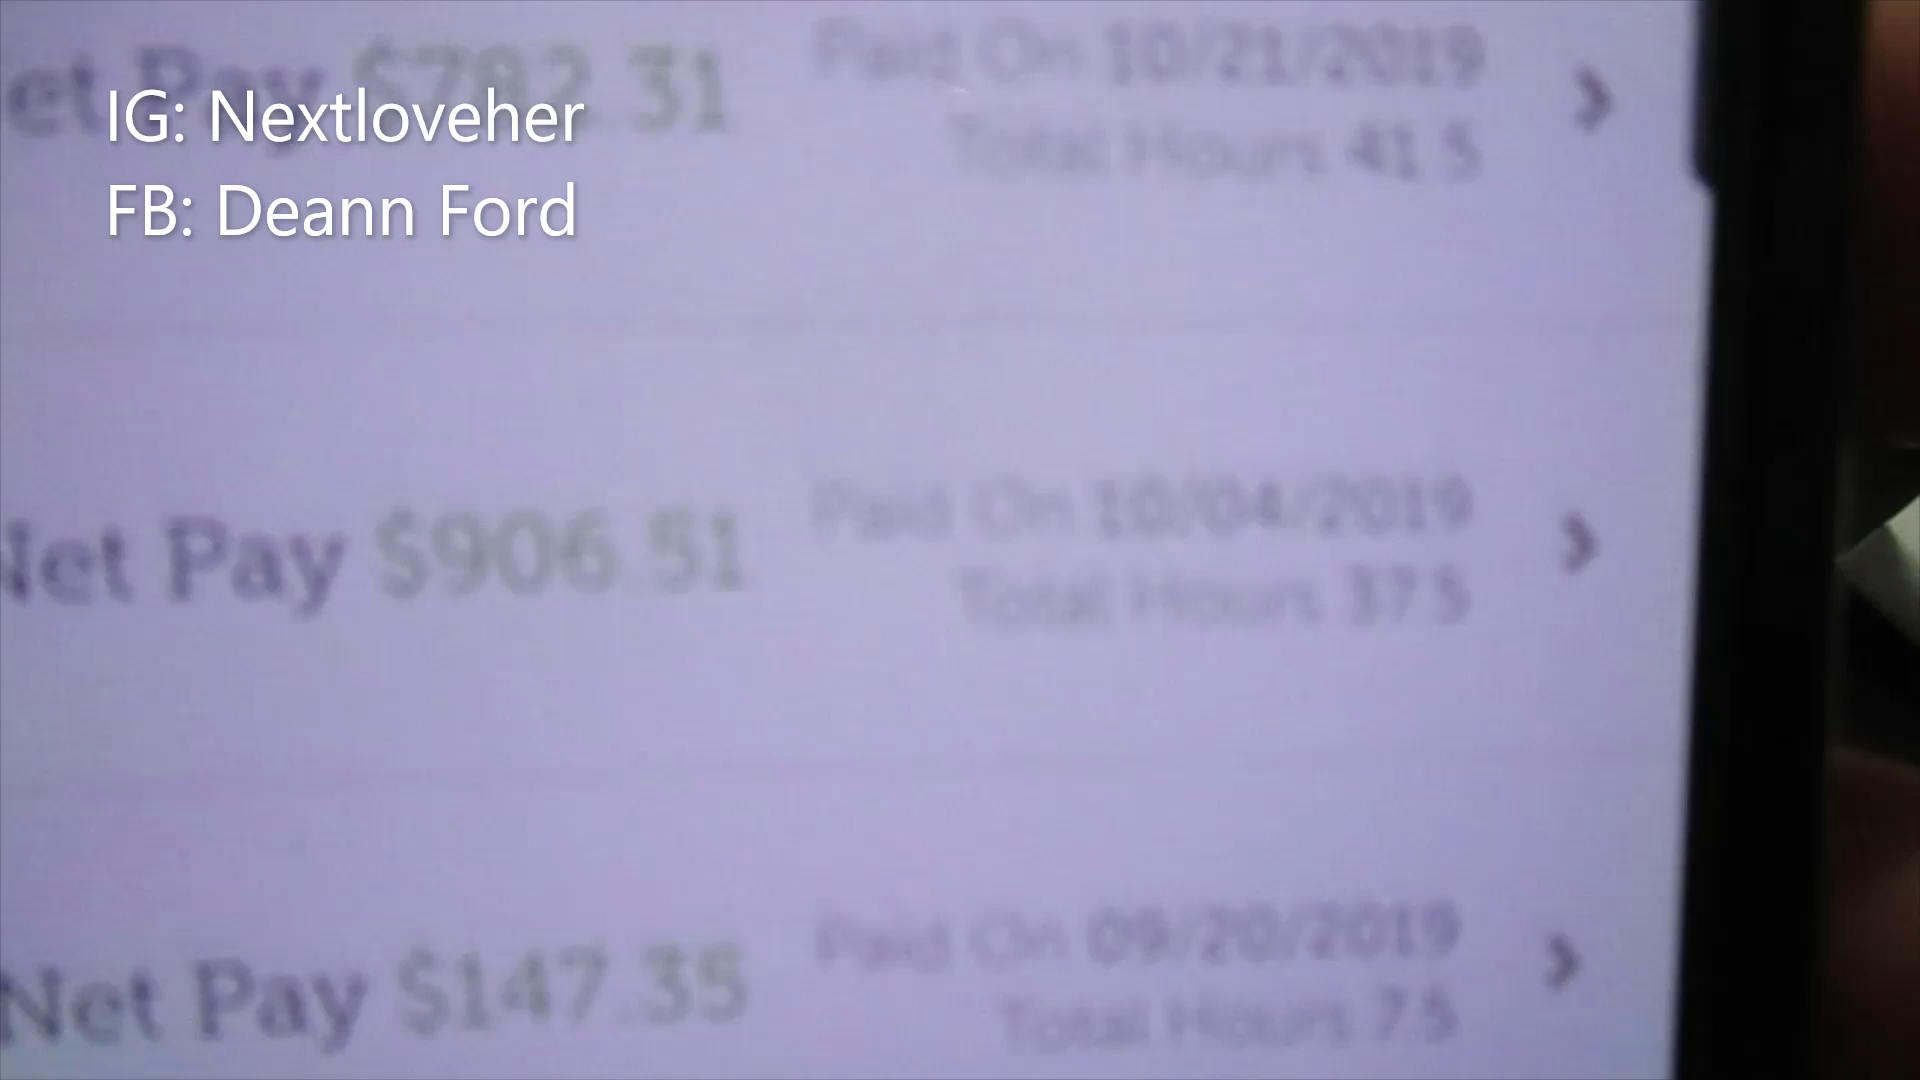 et Pay $782.31
Paid On 10/21/2019
Total Hours 41.5
IG: Nextloveher
FB: Deann Ford
Net Pay $906.51
Paid On 10/04/2019
Total Hours 37.5
Net Pay $147.35
Paid On 09/20/2019
Total Hours 7.5